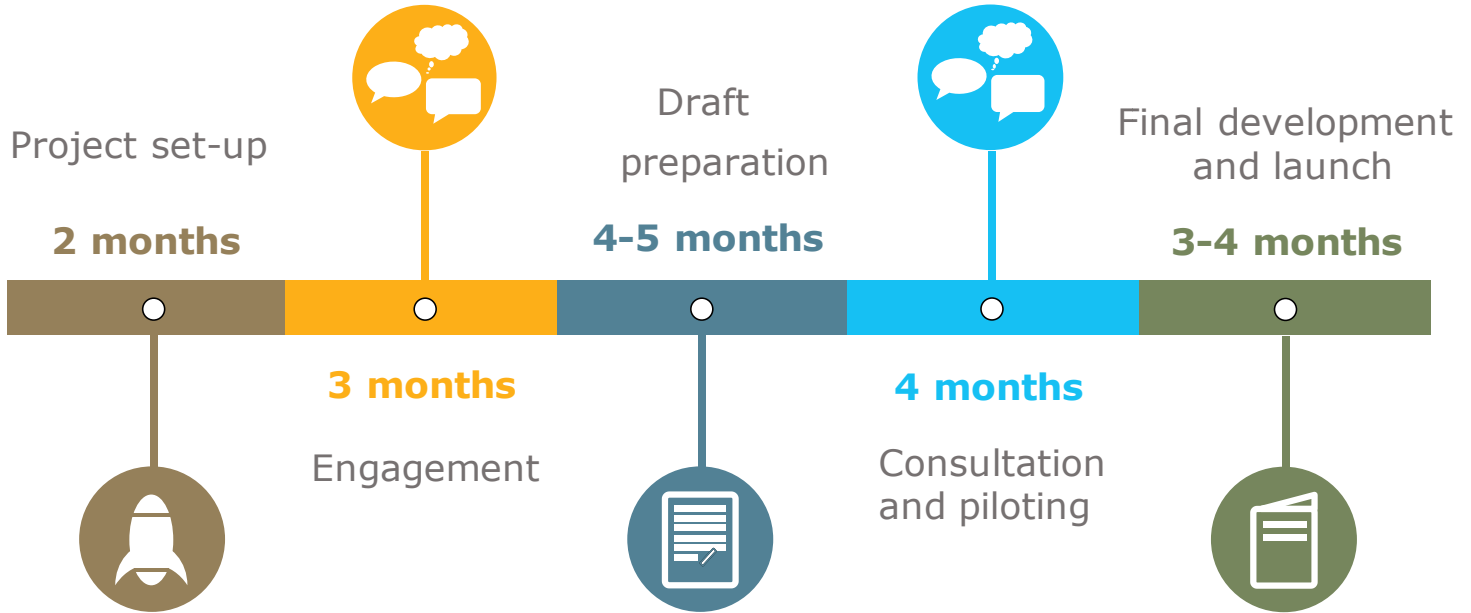 Project set-up
2 months
3 months
Engagement
Draft
preparation
4-5 months
4 months
Consultation
and piloting
Final development
and launch
3-4 months